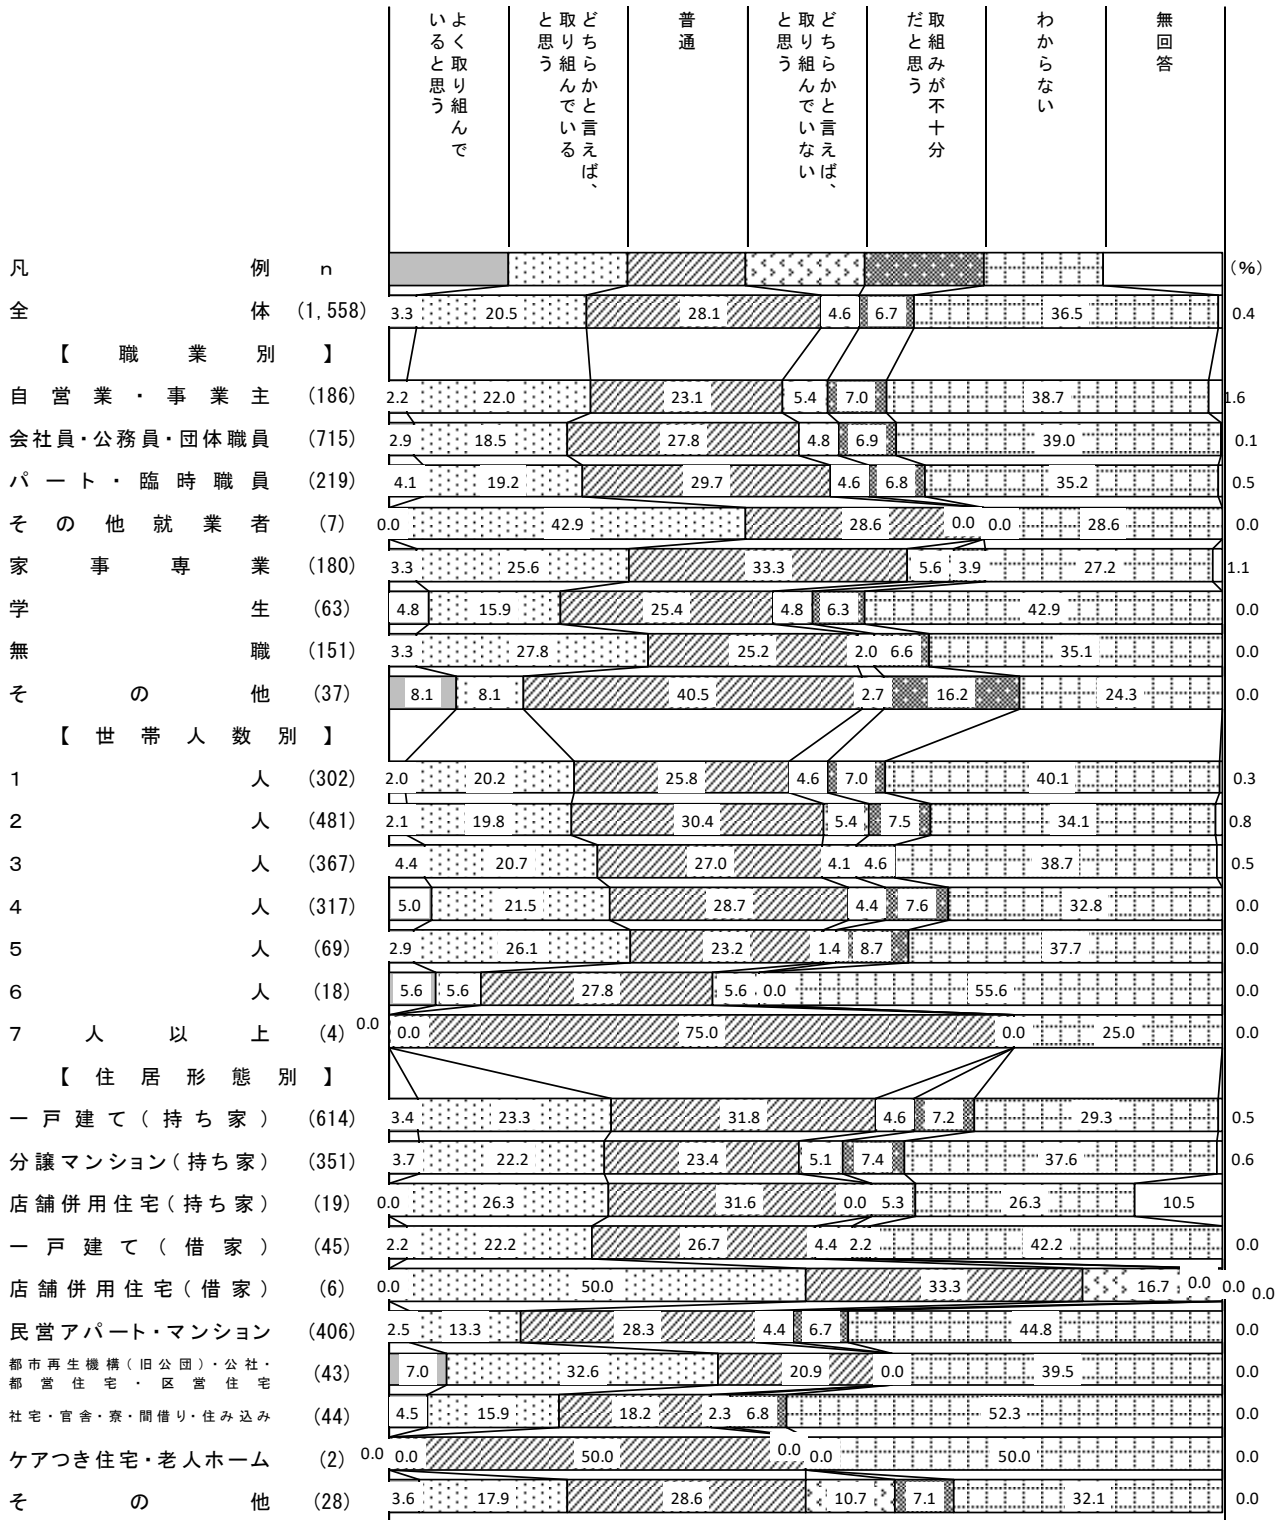 よく取り組んで
いると思う
どちらかと言えば、
取り組んでいる
と思う
普通
どちらかと言えば、
取り組んでいない
と思う
取組みが不十分
だと思う
わからない
無回答
凡例 n (%)
全体 (1,558) 3.3 20.5 28.1 4.6 6.7 36.5 0.4
【職業別】
自営業・事業主 (186) 2.2 22.0 23.1 5.4 7.0 38.7 1.6
会社員・公務員・団体職員 (715) 2.9 18.5 27.8 4.8 6.9 39.0 0.1
パート・臨時職員 (219) 4.1 19.2 29.7 4.6 6.8 35.2 0.5
その他就業者 (7) 0.0 42.9 28.6 0.0 0.0 28.6 0.0
家事専業 (180) 3.3 25.6 33.3 5.6 3.9 27.2 1.1
学生 (63) 4.8 15.9 25.4 4.8 6.3 42.9 0.0
無職 (151) 3.3 27.8 25.2 2.0 6.6 35.1 0.0
その他 (37) 8.1 8.1 40.5 2.7 16.2 24.3 0.0
【世帯人数別】
1人 (302) 2.0 20.2 25.8 4.6 7.0 40.1 0.3
2人 (481) 2.1 19.8 30.4 5.4 7.5 34.1 0.8
3人 (367) 4.4 20.7 27.0 4.1 4.6 38.7 0.5
4人 (317) 5.0 21.5 28.7 4.4 7.6 32.8 0.0
5人 (69) 2.9 26.1 23.2 1.4 8.7 37.7 0.0
6人 (18) 5.6 5.6 27.8 5.6 0.0 55.6 0.0
7人以上 (4) 0.0 0.0 75.0 0.0 25.0 0.0
【住居形態別】
一戸建て(持ち家) (614) 3.4 23.3 31.8 4.6 7.2 29.3 0.5
分譲マンション(持ち家) (351) 3.7 22.2 23.4 5.1 7.4 37.6 0.6
店舗併用住宅(持ち家) (19) 0.0 26.3 31.6 0.0 5.3 26.3 10.5
一戸建て(借家) (45) 2.2 22.2 26.7 4.4 2.2 42.2 0.0
店舗併用住宅(借家) (6) 0.0 50.0 33.3 16.7 0.0 0.0 0.0
民営アパート・マンション (406) 2.5 13.3 28.3 4.4 6.7 44.8 0.0
都市再生機構(旧公団)・公社・
都営住宅・区営住宅 (43) 7.0 32.6 20.9 0.0 39.5 0.0
社宅・官舎・寮・間借り・住み込み (44) 4.5 15.9 18.2 2.3 6.8 52.3 0.0
ケアつき住宅・老人ホーム (2) 0.0 0.0 50.0 0.0 0.0 50.0 0.0
その他 (28) 3.6 17.9 28.6 10.7 7.1 32.1 0.0